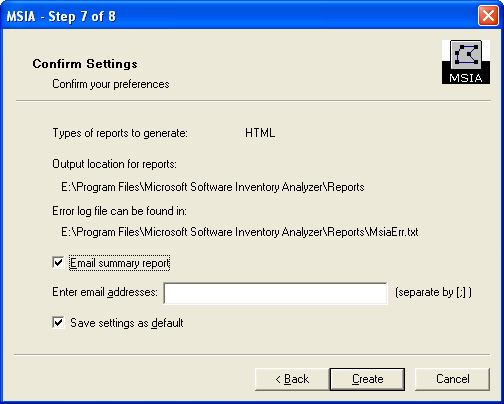 MSIA - Step 7 of 8
Confirm Settings
Confirm your preferences
MSIA
Types of reports to generate: HTML
Output location for reports:
E:\Program Files\Microsoft Software Inventory Analyzer\Reports
Error log file can be found in:
E:\Program Files\Microsoft Software Inventory Analyzer\Reports\MsiaErr.txt
Email summary report
Enter email addresses: (separate by [;] )
Save settings as default
< Back Create Cancel